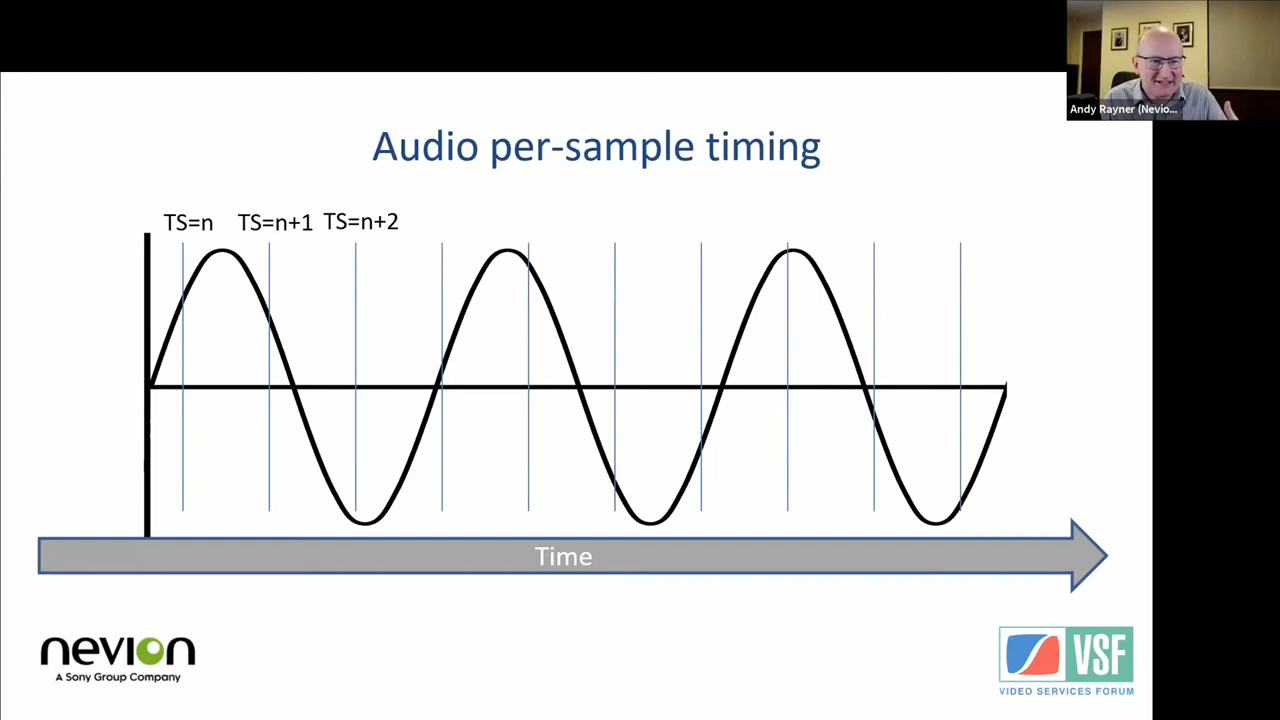 Andy Rayner (Nevio...
Audio per-sample timing
TS=n TS=n+1 TS=n+2
Time
nevion
A Sony Group Company
VSF
VIDEO SERVICES FORUM